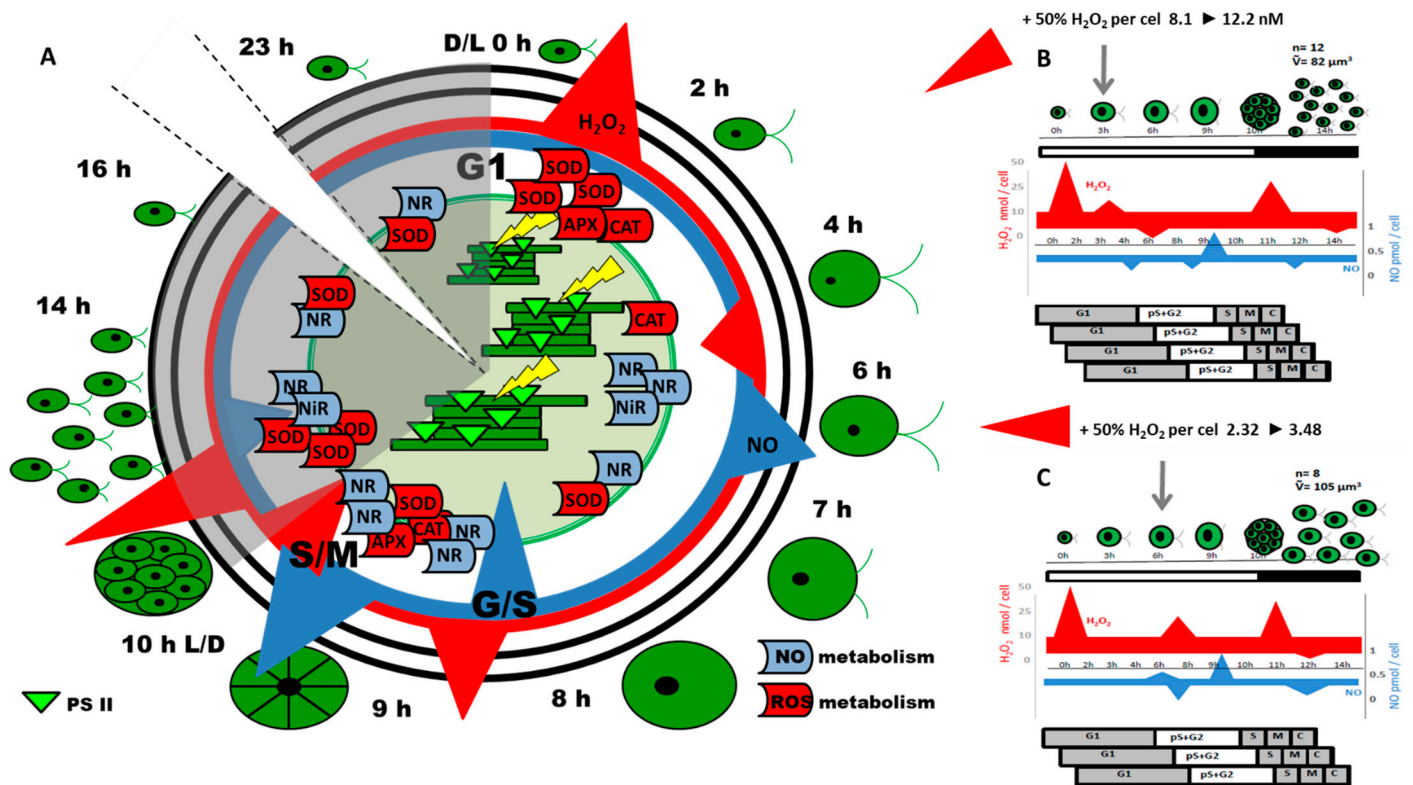 A
23 h
D/L 0 h
2 h
16 h
4 h
14 h
6 h
7 h
10 h L/D
9 h
8 h
H₂O₂
G1
NR
SOD
SOD
SOD
SOD
SOD
APX
CAT
SOD
NR
CAT
NR
NR
NiR
NO
NR
NiR
SOD
SOD
SOD
NR
SOD
NR
SOD
NR
CAT
NR
APX
NR
S/M
G/S
PS II
NO metabolism
ROS metabolism
+ 50% H₂O₂ per cel 8.1 ► 12.2 nM
B
n= 12
Ṽ= 82 µm³
0h 3h 6h 9h 10h 14h
H₂O₂ nmol / cell
50
25
10
0
H₂O₂
0h 2h 3h 4h 6h 8h 9h 10h 11h 12h 14h
NO pmol / cell
1
0.5
0
NO
G1 pS+G2 S M C
G1 pS+G2 S M C
G1 pS+G2 S M C
G1 pS+G2 S M C
+ 50% H₂O₂ per cel 2.32 ► 3.48
C
n= 8
Ṽ= 105 µm³
0h 3h 6h 9h 10h 14h
H₂O₂ nmol / cell
50
25
10
0
H₂O₂
0h 2h 3h 4h 6h 8h 9h 10h 11h 12h 14h
NO pmol / cell
1
0.5
0
NO
G1 pS+G2 S M C
G1 pS+G2 S M C
G1 pS+G2 S M C